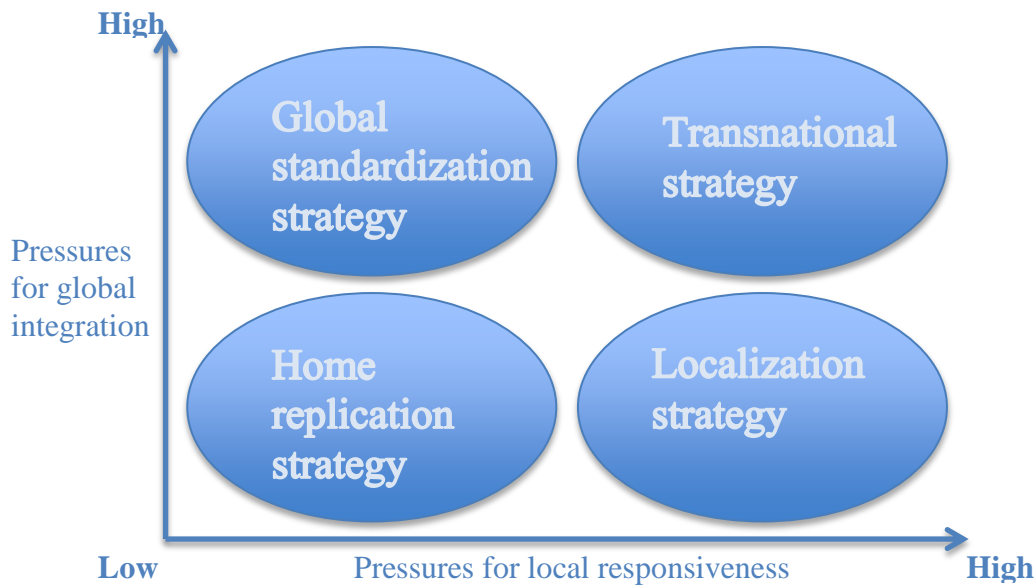 High
Global
standardization
strategy
Transnational
strategy
Pressures
for global
integration
Home
replication
strategy
Localization
strategy
Low
Pressures for local responsiveness
High